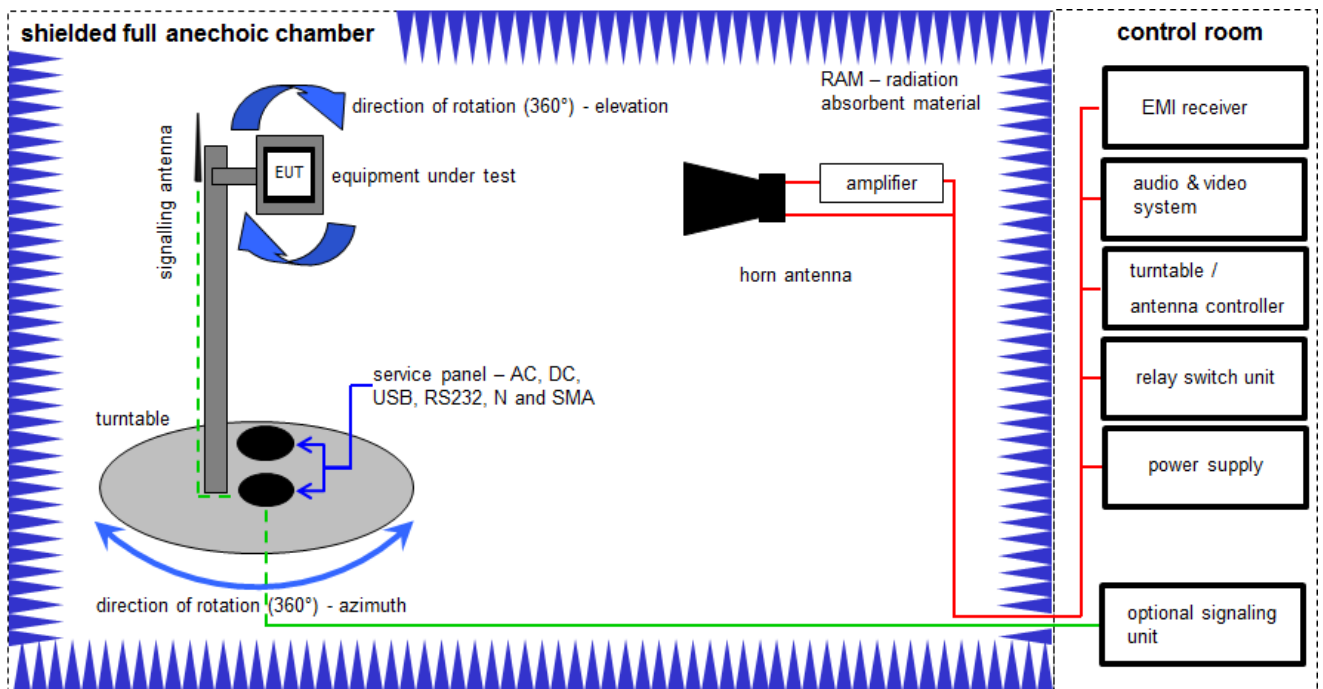 shielded full anechoic chamber
control room
RAM – radiation
absorbent material
direction of rotation (360°) - elevation
signalling antenna
EUT
equipment under test
amplifier
horn antenna
service panel – AC, DC,
USB, RS232, N and SMA
turntable
direction of rotation (360°) - azimuth
EMI receiver
audio & video
system
turntable /
antenna controller
relay switch unit
power supply
optional signaling
unit